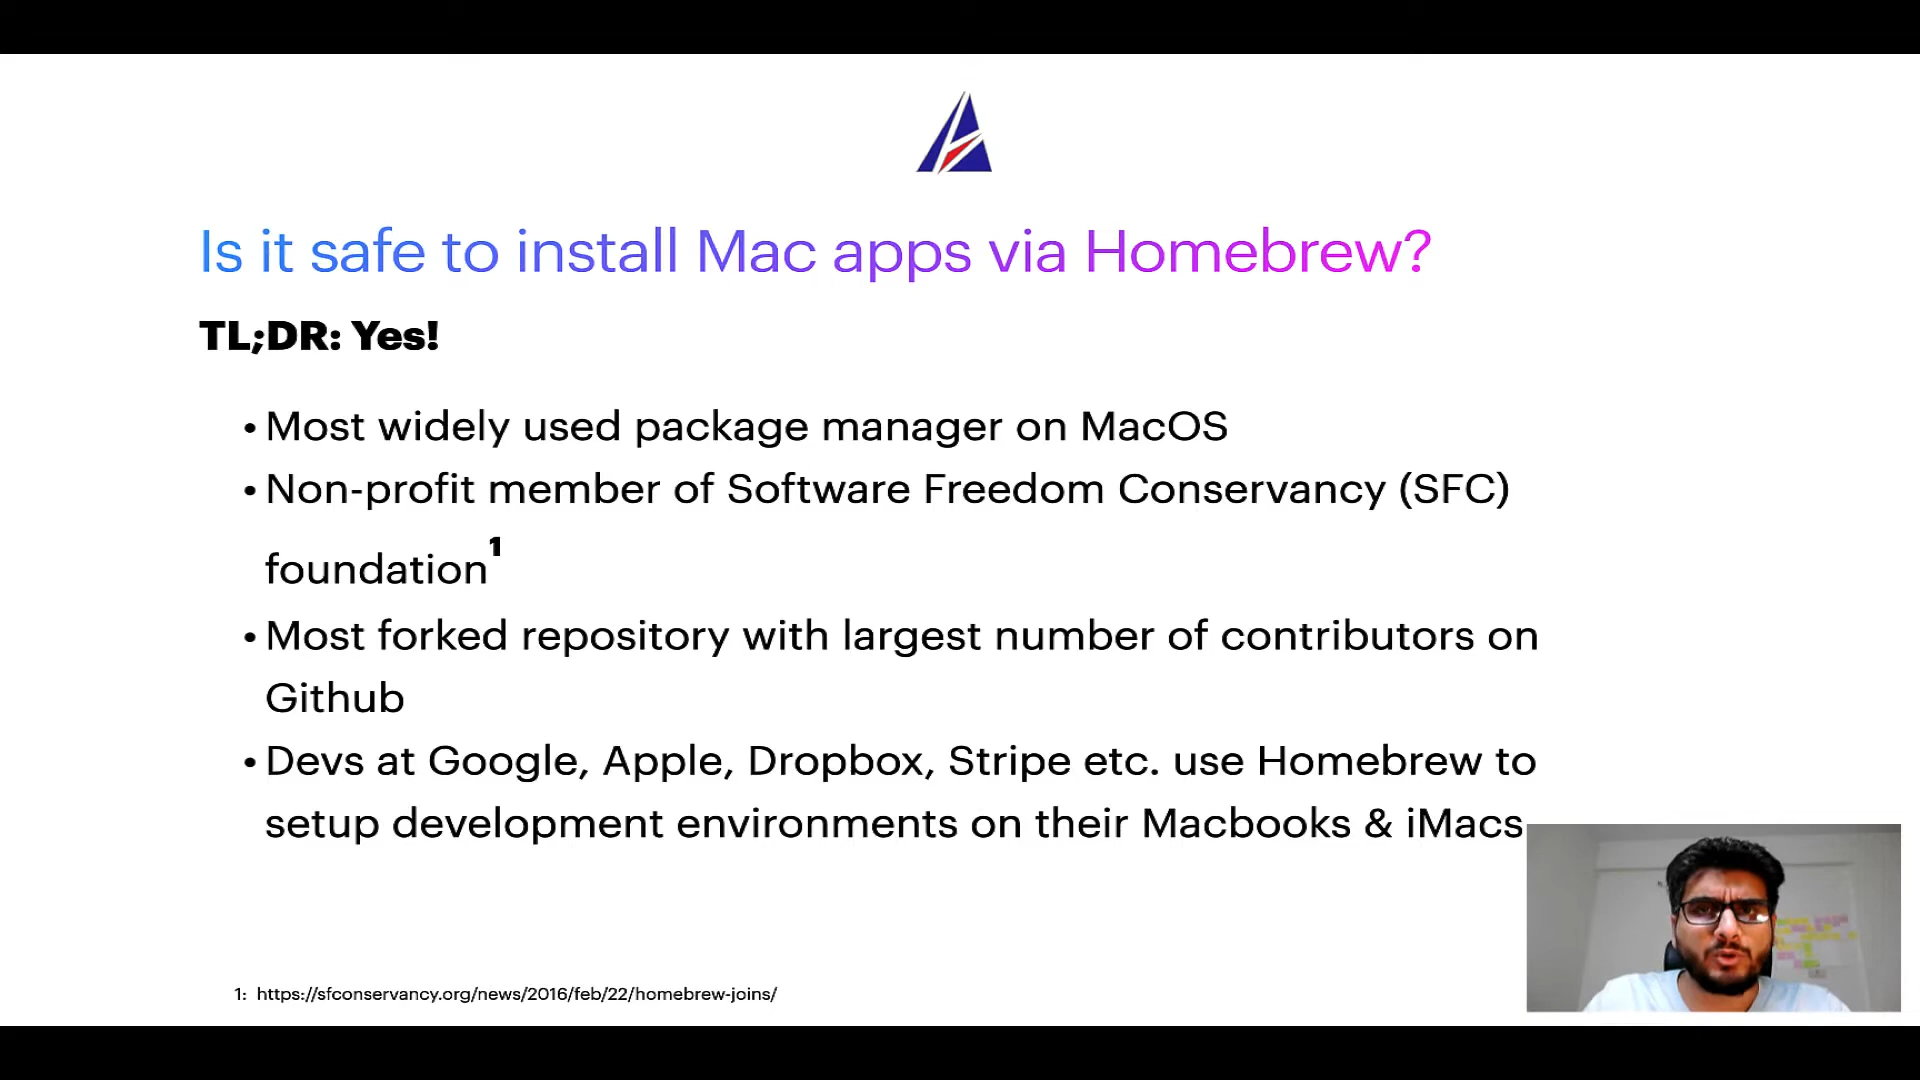 Is it safe to install Mac apps via Homebrew?
TL;DR: Yes!
• Most widely used package manager on MacOS
• Non-profit member of Software Freedom Conservancy (SFC)
foundation¹
• Most forked repository with largest number of contributors on
Github
• Devs at Google, Apple, Dropbox, Stripe etc. use Homebrew to
setup development environments on their Macbooks & iMacs
1: https://sfconservancy.org/news/2016/feb/22/homebrew-joins/